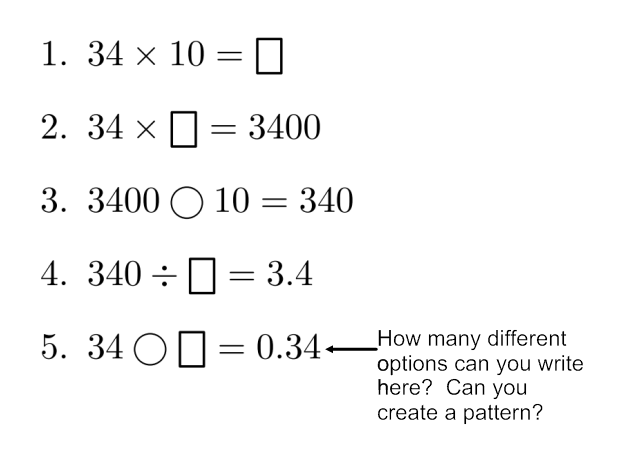 1. 34 × 10 = □
2. 34 × □ = 3400
3. 3400 ○ 10 = 340
4. 340 ÷ □ = 3.4
5. 34 ○ □ = 0.34
How many different
options can you write
here? Can you
create a pattern?